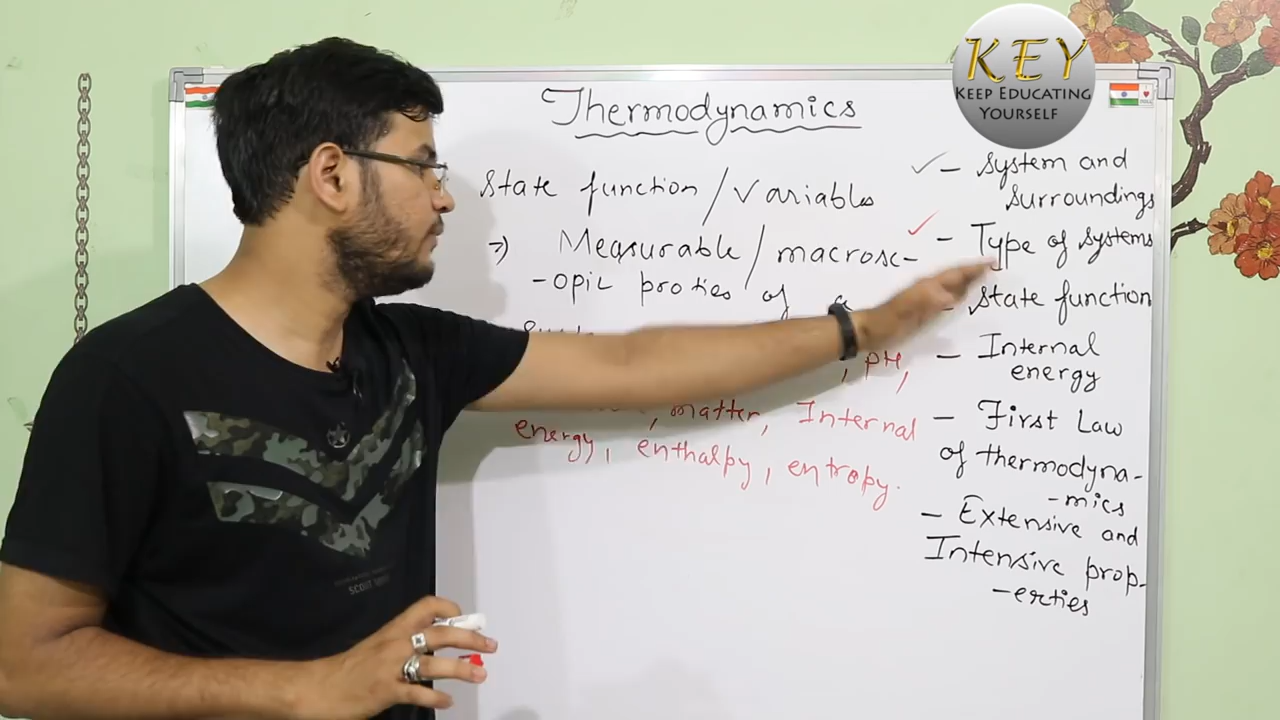 KEY
KEEP EDUCATING
YOURSELF
Thermodynamics
State function/Variables
=> Measurable/macrosc-
-opic proties of a
matter, Internal
energy, enthalpy, entropy.
, PH,
✓ - System and
Surroundings
✓ - Type of systems
- State function
- Internal
energy
- First Law
of thermodyna-
-mics
- Extensive and
Intensive prop-
-erties
SCOUT